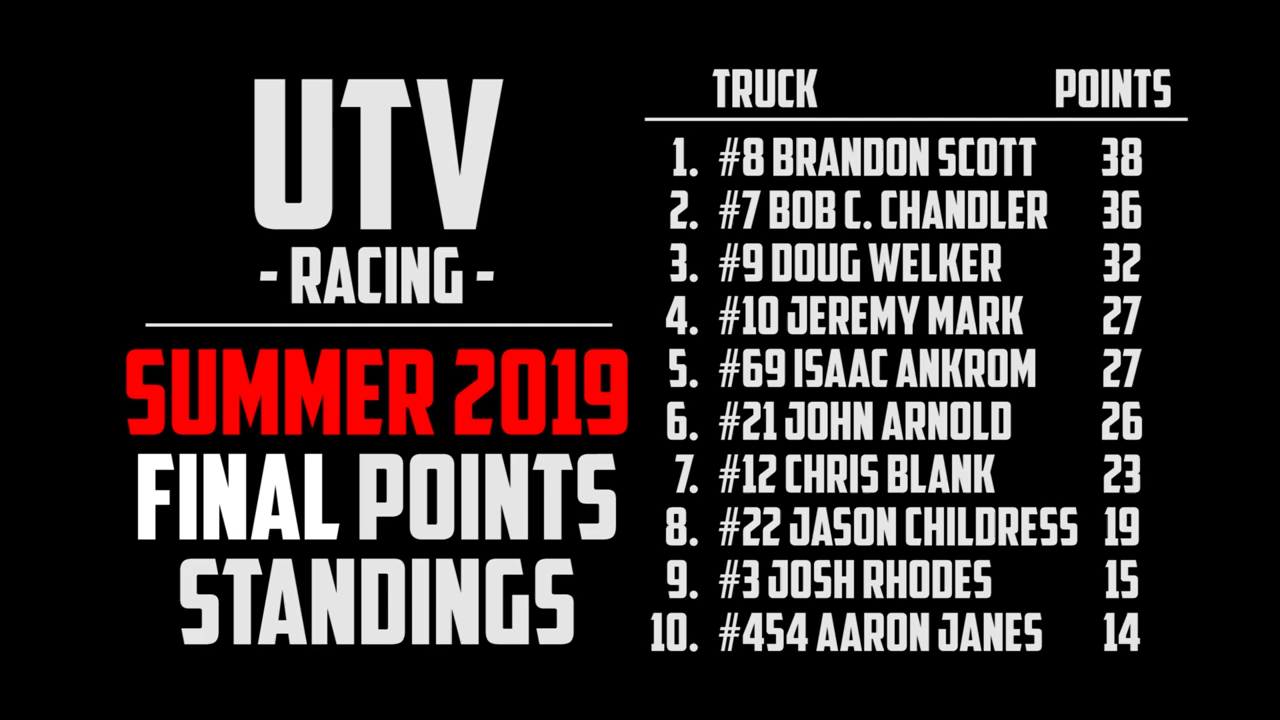 UTV
- RACING -
SUMMER 2019
FINAL POINTS
STANDINGS
TRUCK POINTS
1. #8 BRANDON SCOTT 38
2. #7 BOB C. CHANDLER 36
3. #9 DOUG WELKER 32
4. #10 JEREMY MARK 27
5. #69 ISAAC ANKROM 27
6. #21 JOHN ARNOLD 26
7. #12 CHRIS BLANK 23
8. #22 JASON CHILDRESS 19
9. #3 JOSH RHODES 15
10. #454 AARON JANES 14